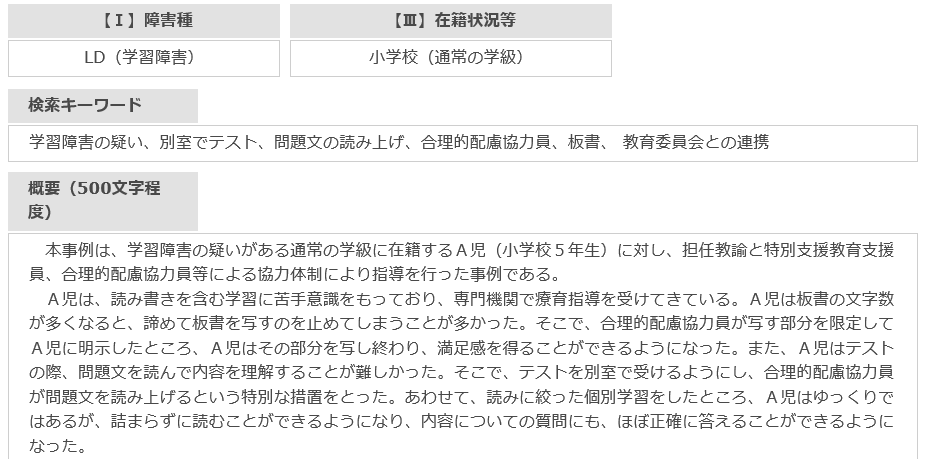 【Ⅰ】障害種
【Ⅲ】在籍状況等
LD（学習障害）
小学校（通常の学級）
検索キーワード
学習障害の疑い、別室でテスト、問題文の読み上げ、合理的配慮協力員、板書、 教育委員会との連携
概要（500文字程
度）
本事例は、学習障害の疑いがある通常の学級に在籍するＡ児（小学校５年生）に対し、担任教諭と特別支援教育支援
員、合理的配慮協力員等による協力体制により指導を行った事例である。
Ａ児は、読み書きを含む学習に苦手意識をもっており、専門機関で療育指導を受けてきている。Ａ児は板書の文字数
が多くなると、諦めて板書を写すのを止めてしまうことが多かった。そこで、合理的配慮協力員が写す部分を限定して
Ａ児に明示したところ、Ａ児はその部分を写し終わり、満足感を得ることができるようになった。また、Ａ児はテスト
の際、問題文を読んで内容を理解することが難しかった。そこで、テストを別室で受けるようにし、合理的配慮協力員
が問題文を読み上げるという特別な措置をとった。あわせて、読みに絞った個別学習をしたところ、Ａ児はゆっくりで
はあるが、詰まらずに読むことができるようになり、内容についての質問にも、ほぼ正確に答えることができるように
なった。